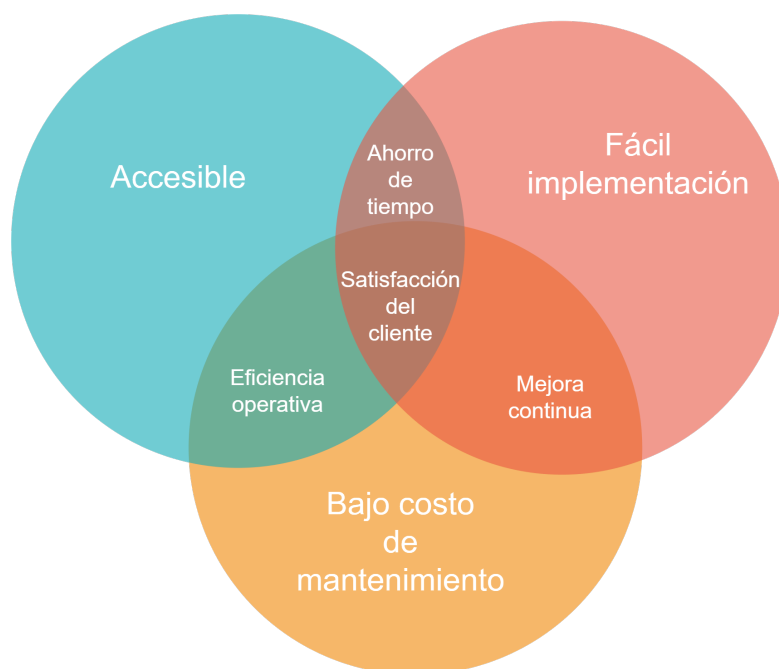 Accesible
Ahorro
de
tiempo
Fácil
implementación
Satisfacción
del
cliente
Eficiencia
operativa
Mejora
continua
Bajo costo
de
mantenimiento